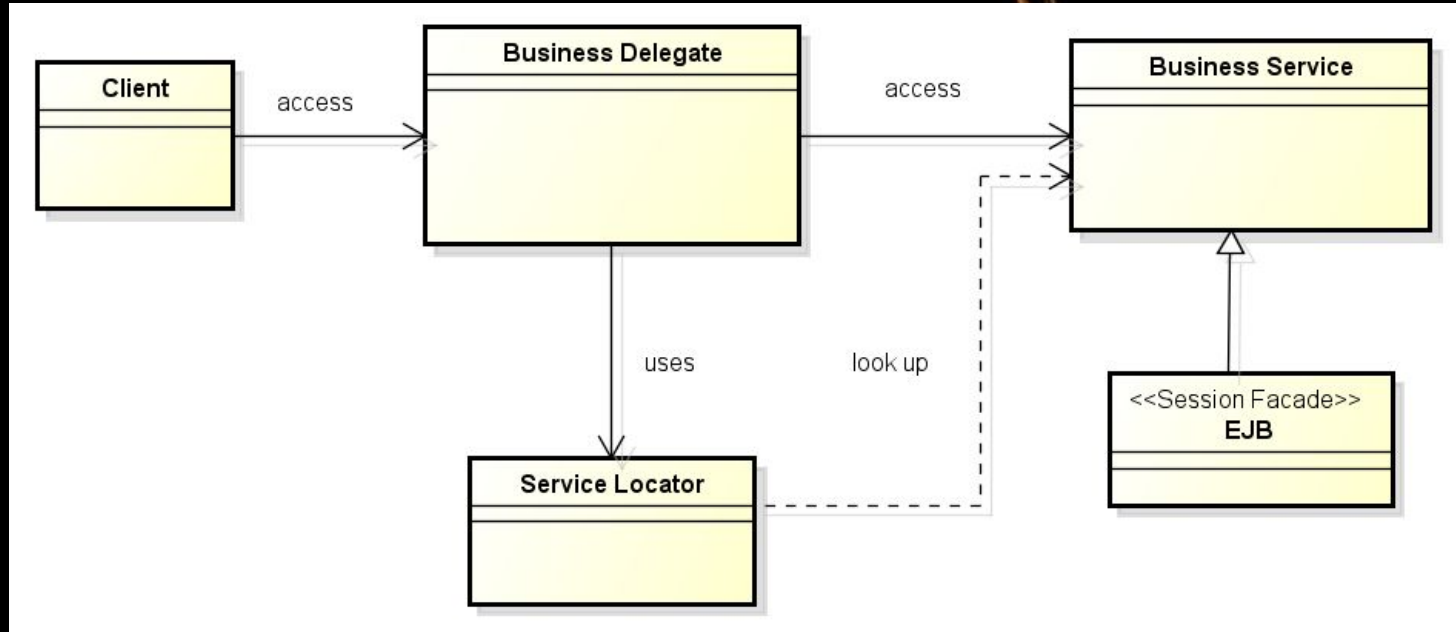 Client
access
Business Delegate
access
Business Service
uses
look up
<<Session Facade>>
EJB
Service Locator